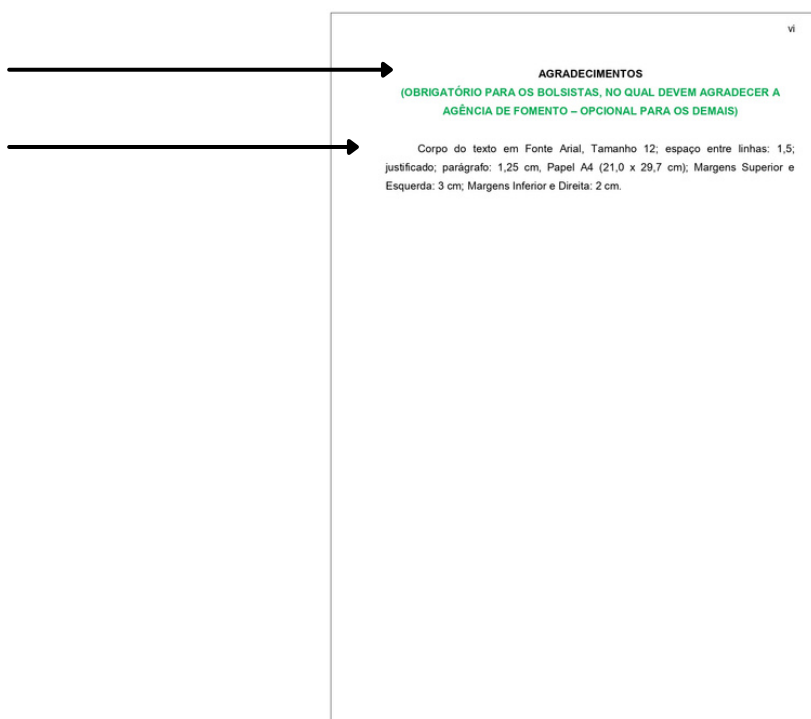 vi
AGRADECIMENTOS
(OBRIGATÓRIO PARA OS BOLSISTAS, NO QUAL DEVEM AGRADECER A
AGÊNCIA DE FOMENTO – OPCIONAL PARA OS DEMAIS)
Corpo do texto em Fonte Arial, Tamanho 12; espaço entre linhas: 1,5;
justificado; parágrafo: 1,25 cm, Papel A4 (21,0 x 29,7 cm); Margens Superior e
Esquerda: 3 cm; Margens Inferior e Direita: 2 cm.